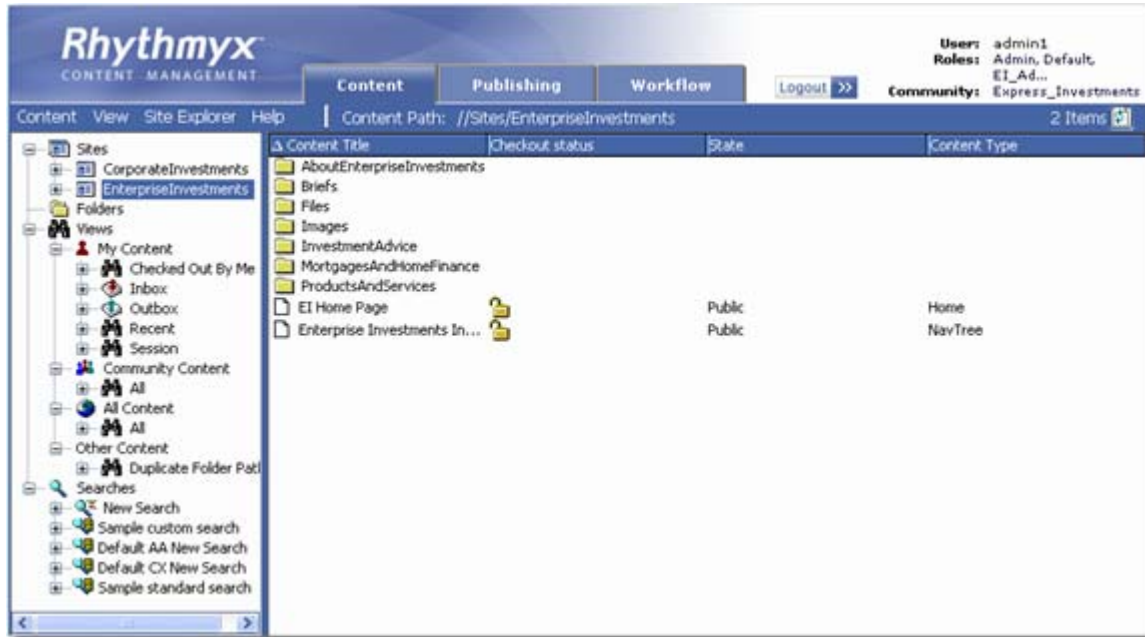 Rhythmyx
CONTENT MANAGEMENT
Content Publishing Workflow
Logout >>
User: admin1
Roles: Admin, Default, EI_Ad...
Community: Express_Investments
Content View Site Explorer Help
Content Path: //Sites/EnterpriseInvestments
2 Items
Sites
CorporateInvestments
EnterpriseInvestments
Folders
Views
My Content
Checked Out By Me
Inbox
Outbox
Recent
Session
Community Content
All
All Content
All
Other Content
Duplicate Folder Pat
Searches
New Search
Sample custom search
Default AA New Search
Default CX New Search
Sample standard search
Content Title Checkout status State Content Type
AboutEnterpriseInvestments
Briefs
Files
Images
InvestmentAdvice
MortgagesAndHomeFinance
ProductsAndServices
EI Home Page Public Home
Enterprise Investments In... Public NavTree